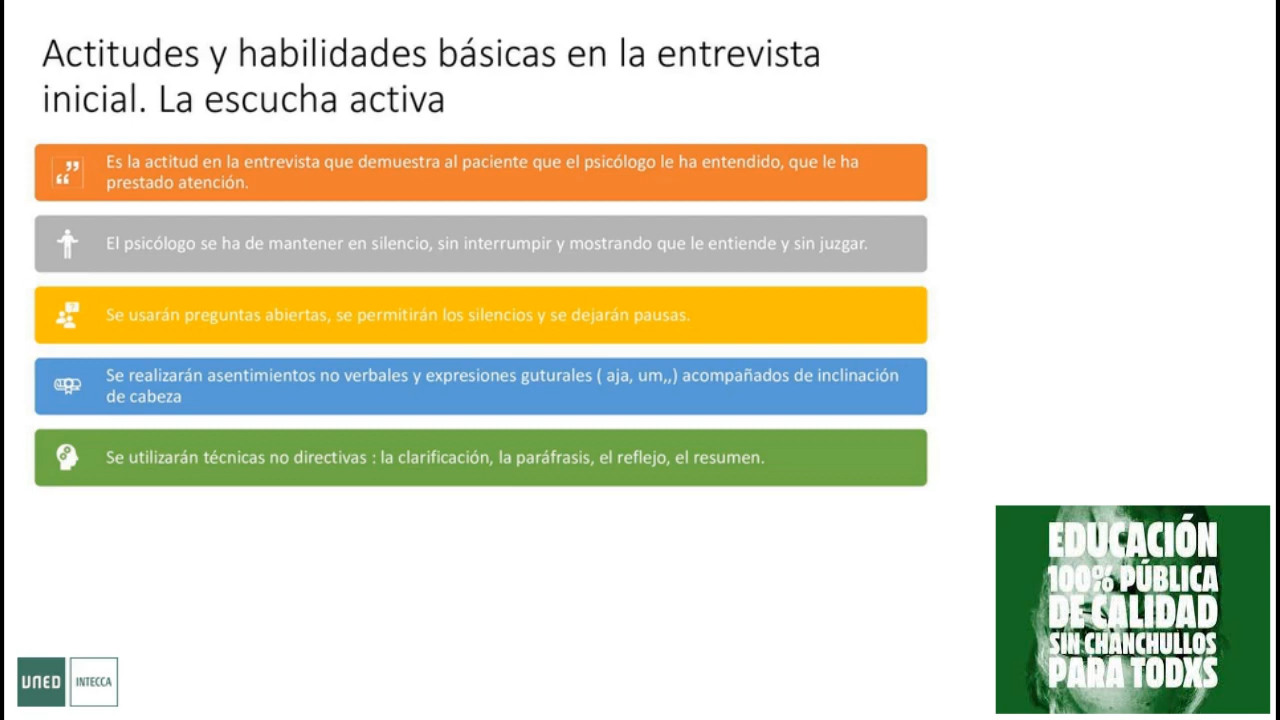 Actitudes y habilidades básicas en la entrevista
inicial. La escucha activa
Es la actitud en la entrevista que demuestra al paciente que el psicólogo le ha entendido, que le ha
prestado atención.
El psicólogo se ha de mantener en silencio, sin interrumpir y mostrando que le entiende y sin juzgar.
Se usarán preguntas abiertas, se permitirán los silencios y se dejarán pausas.
Se realizarán asentimientos no verbales y expresiones guturales ( aja, um,,) acompañados de inclinación
de cabeza
Se utilizarán técnicas no directivas : la clarificación, la paráfrasis, el reflejo, el resumen.
EDUCACIÓN
100% PÚBLICA
DE CALIDAD
SIN CHANCHULLOS
PARA TODXS
UNED INTECCA